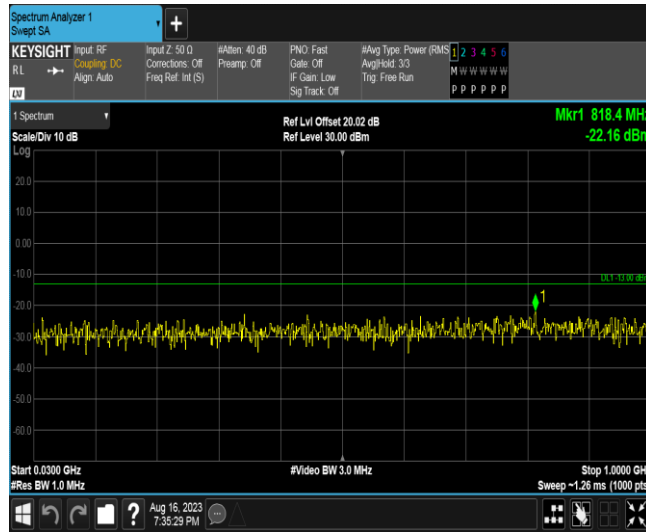 Spectrum Analyzer 1
Swept SA
KEYSIGHT Input: RF Input Z: 50 Ω #Atten: 40 dB PNO: Fast #Avg Type: Power (RMS 1 2 3 4 5 6
RL Coupling: DC Corrections: Off Preamp: Off Gate: Off Avg|Hold: 3/3 M W W W W W
Align: Auto Freq Ref: Int (S) IF Gain: Low Trig: Free Run
LXI Sig Track: Off P P P P P P
1 Spectrum Ref Lvl Offset 20.02 dB Mkr1 818.4 MHz
Scale/Div 10 dB Ref Level 30.00 dBm -22.16 dBm
Log
20.0
10.0
0.00
-10.0
DL1 -13.00 dBm
1
-20.0
-30.0
-40.0
-50.0
-60.0
Start 0.0300 GHz #Video BW 3.0 MHz Stop 1.0000 GHz
#Res BW 1.0 MHz Sweep ~1.26 ms (1000 pts)
? Aug 16, 2023
7:35:29 PM